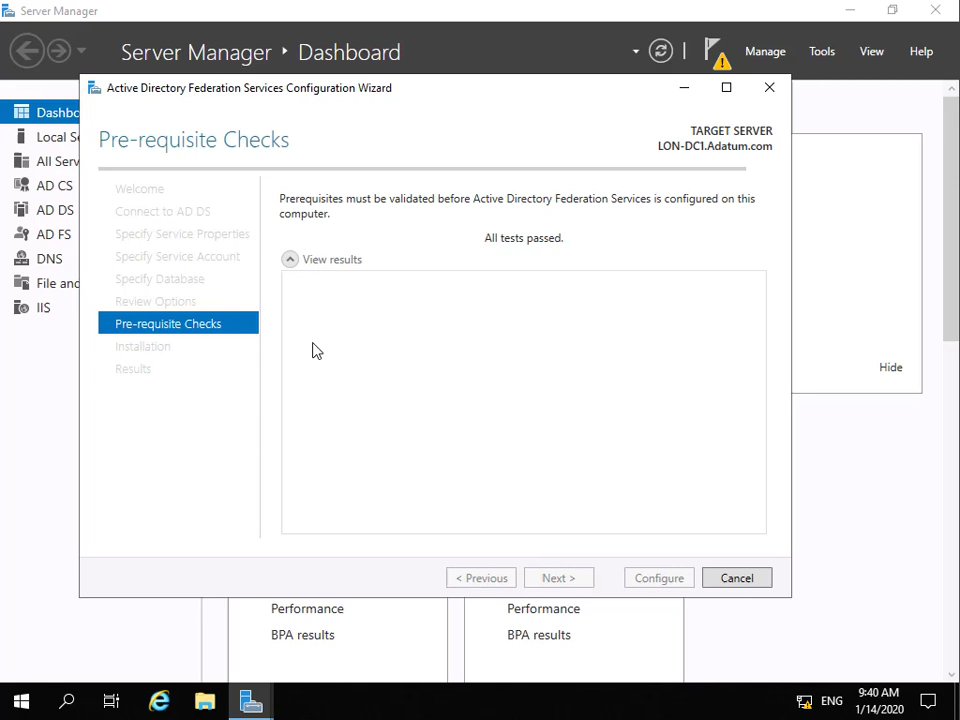 Server Manager
Server Manager ‣ Dashboard
Manage
Tools
View
Help
Active Directory Federation Services Configuration Wizard
Pre-requisite Checks
TARGET SERVER
LON-DC1.Adatum.com
Dashbo
Local Se
All Serv
AD CS
AD DS
AD FS
DNS
File and
IIS
Welcome
Connect to AD DS
Specify Service Properties
Specify Service Account
Specify Database
Review Options
Pre-requisite Checks
Installation
Results
Prerequisites must be validated before Active Directory Federation Services is configured on this
computer.
All tests passed.
View results
Hide
< Previous
Next >
Configure
Cancel
Performance
BPA results
Performance
BPA results
ENG
9:40 AM
1/14/2020